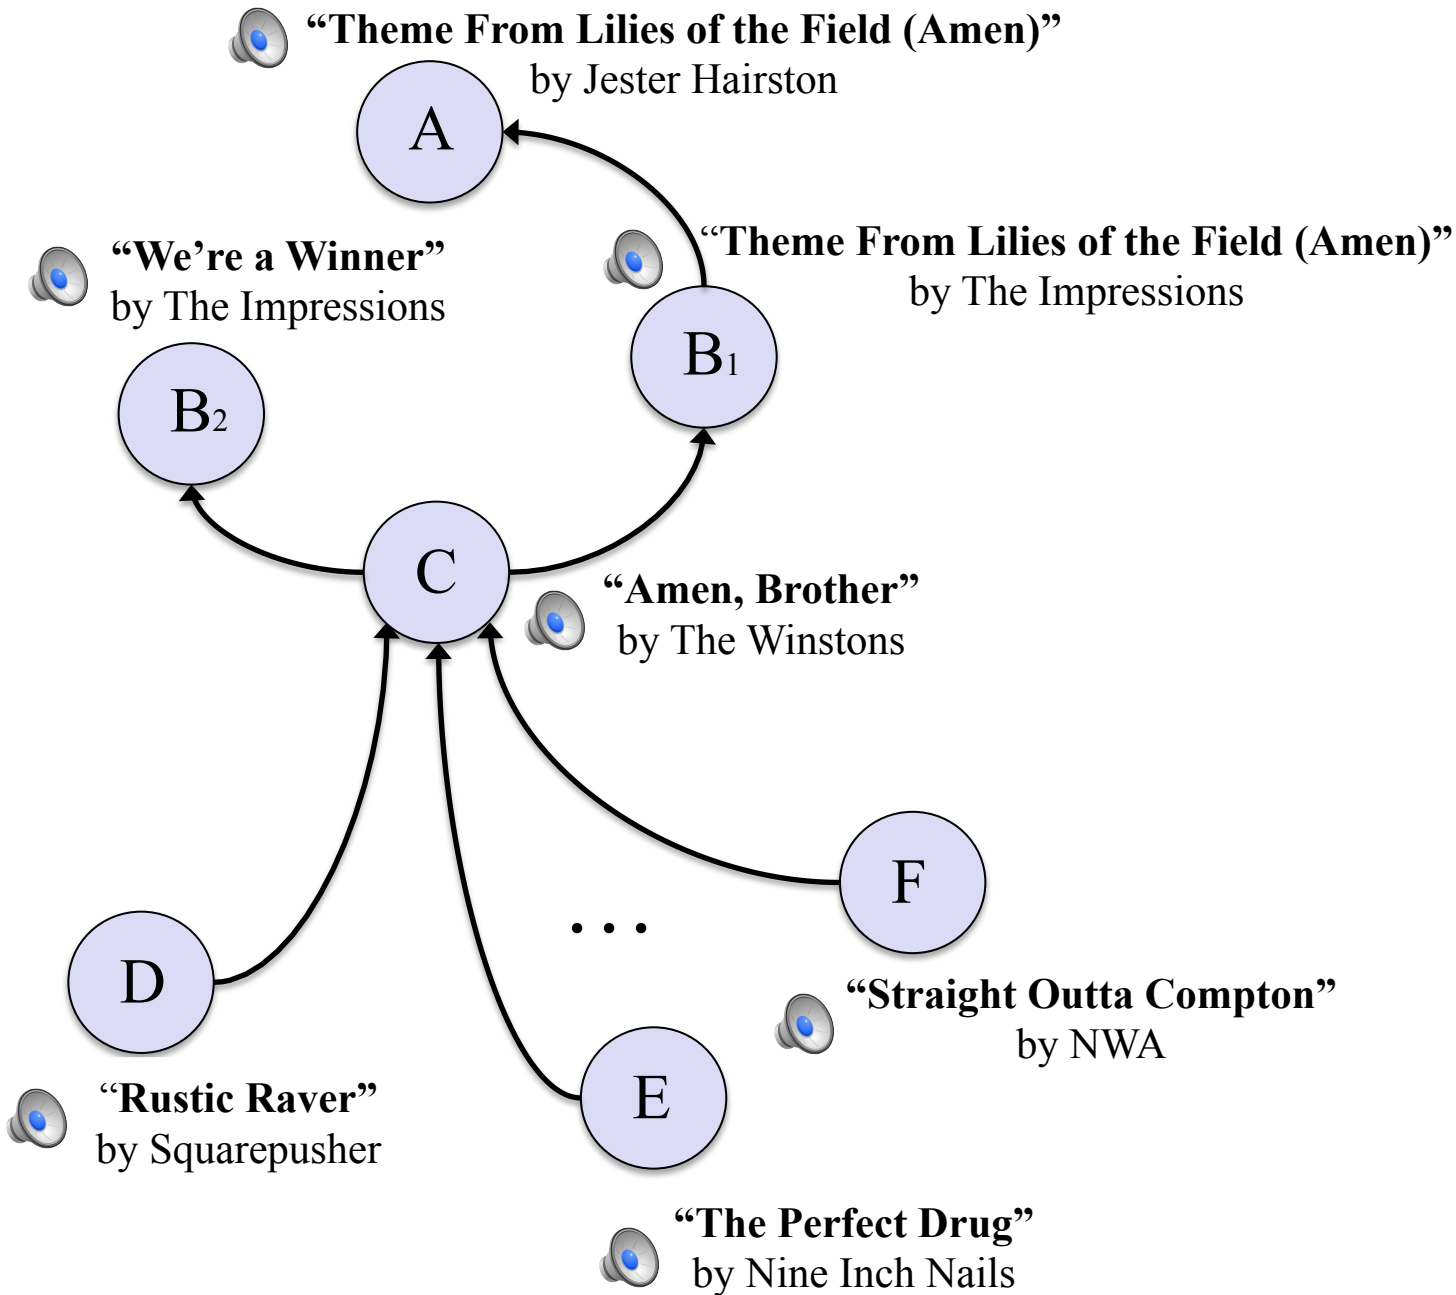 “Theme From Lilies of the Field (Amen)”
by Jester Hairston
A
“We’re a Winner”
by The Impressions
“Theme From Lilies of the Field (Amen)”
by The Impressions
B1
B2
C
“Amen, Brother”
by The Winstons
F
. . .
D
“Straight Outta Compton”
by NWA
E
“Rustic Raver”
by Squarepusher
“The Perfect Drug”
by Nine Inch Nails